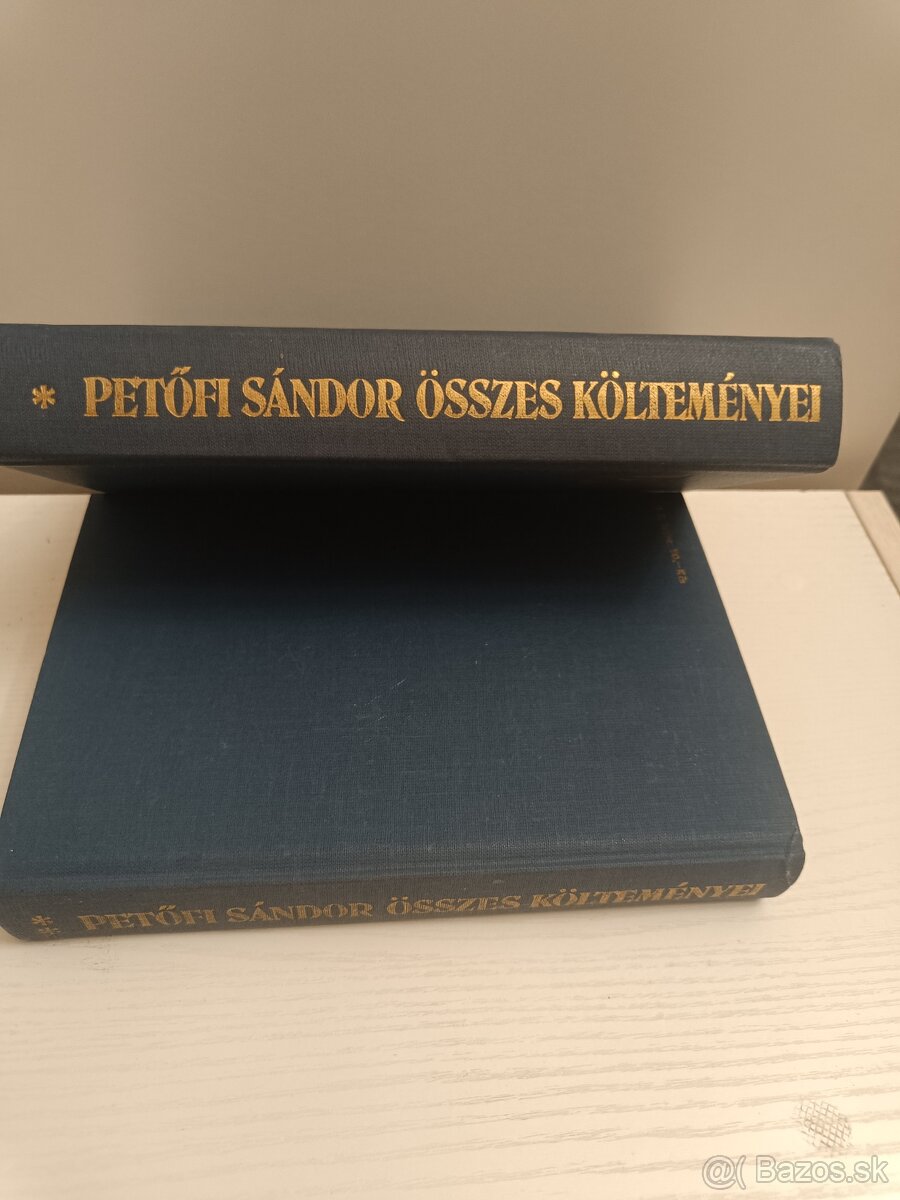 * PETŐFI SÁNDOR ÖSSZES KÖLTEMÉNYEI
** PETŐFI SÁNDOR ÖSSZES KÖLTEMÉNYEI
@( Bazos.sk